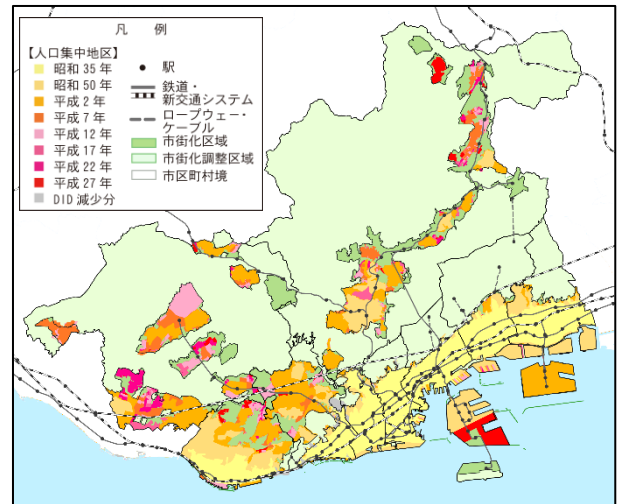 凡 例
【人口集中地区】
昭和 35 年
昭和 50 年
平成 2 年
平成 7 年
平成 12 年
平成 17 年
平成 22 年
平成 27 年
DID 減少分
駅
鉄道・
新交通システム
ロープウェー・
ケーブル
市街化区域
市街化調整区域
市区町村境